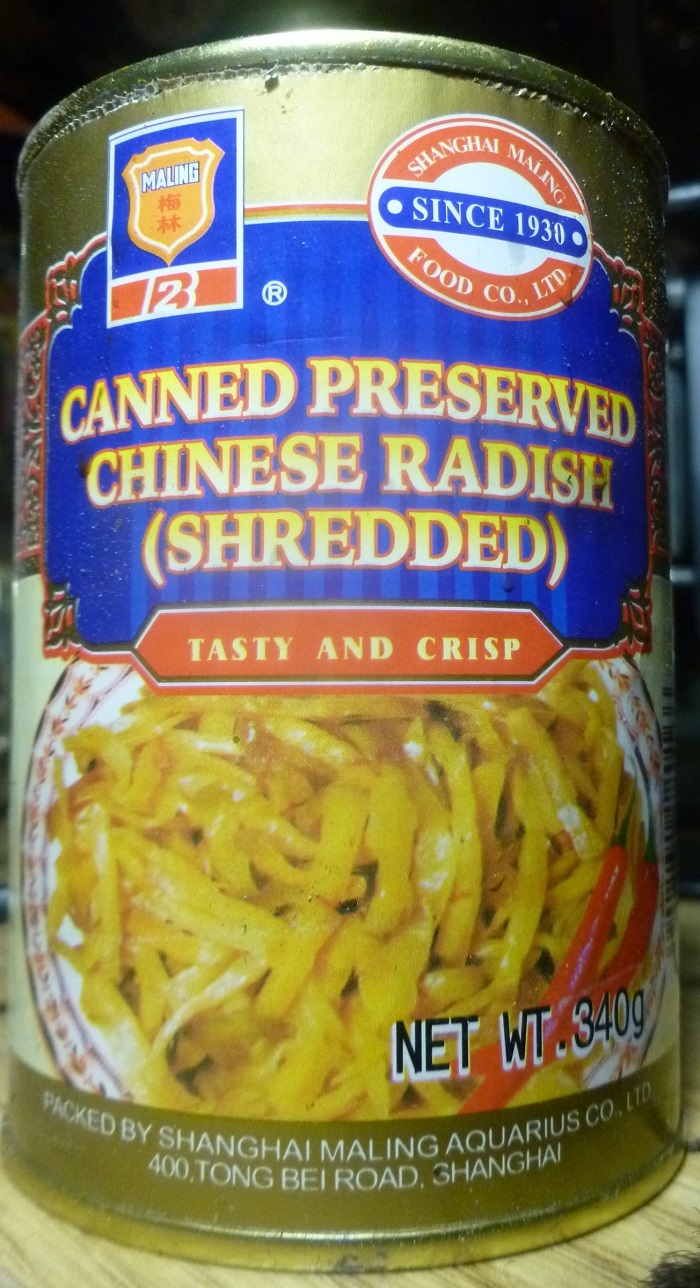 MALING
梅
林
B2
®
SHANGHAI MALING
SINCE 1930
FOOD CO., LTD.
CANNED PRESERVED
CHINESE RADISH
(SHREDDED)
TASTY AND CRISP
NET WT.340g
PACKED BY SHANGHAI MALING AQUARIUS CO., LTD
400.TONG BEI ROAD, SHANGHAI